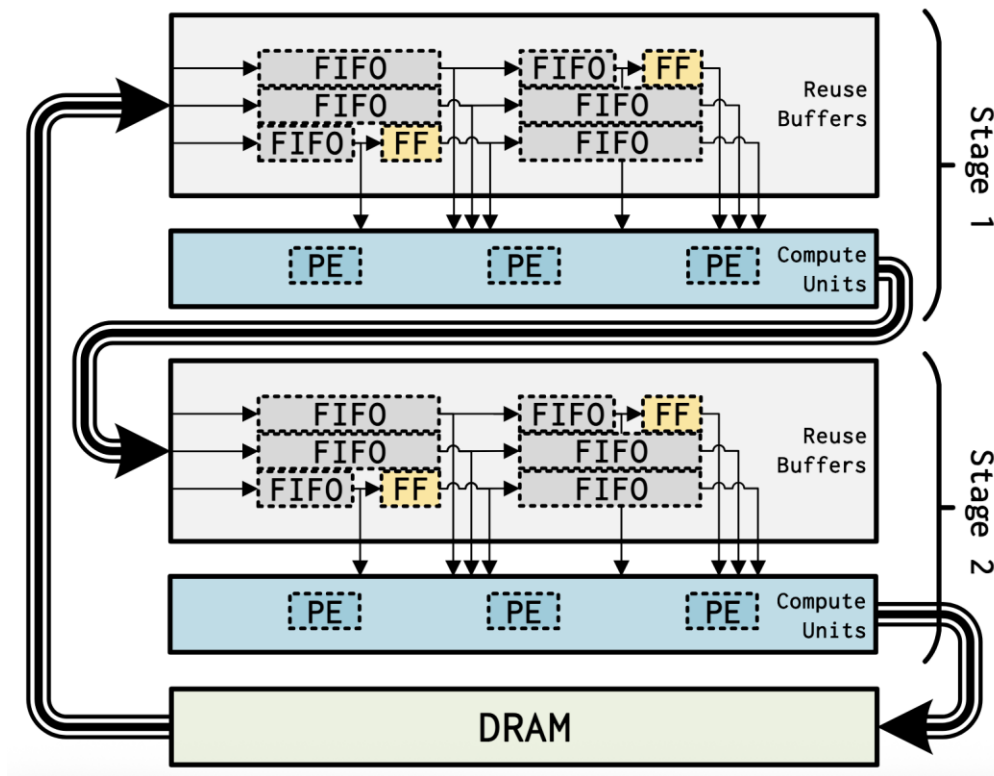 FIFO FIFO FF
FIFO FIFO
FIFO FF FIFO
Reuse
Buffers
PE PE PE
Compute
Units
Stage 1
FIFO FIFO FF
FIFO FIFO
FIFO FF FIFO
Reuse
Buffers
PE PE PE
Compute
Units
Stage 2
DRAM